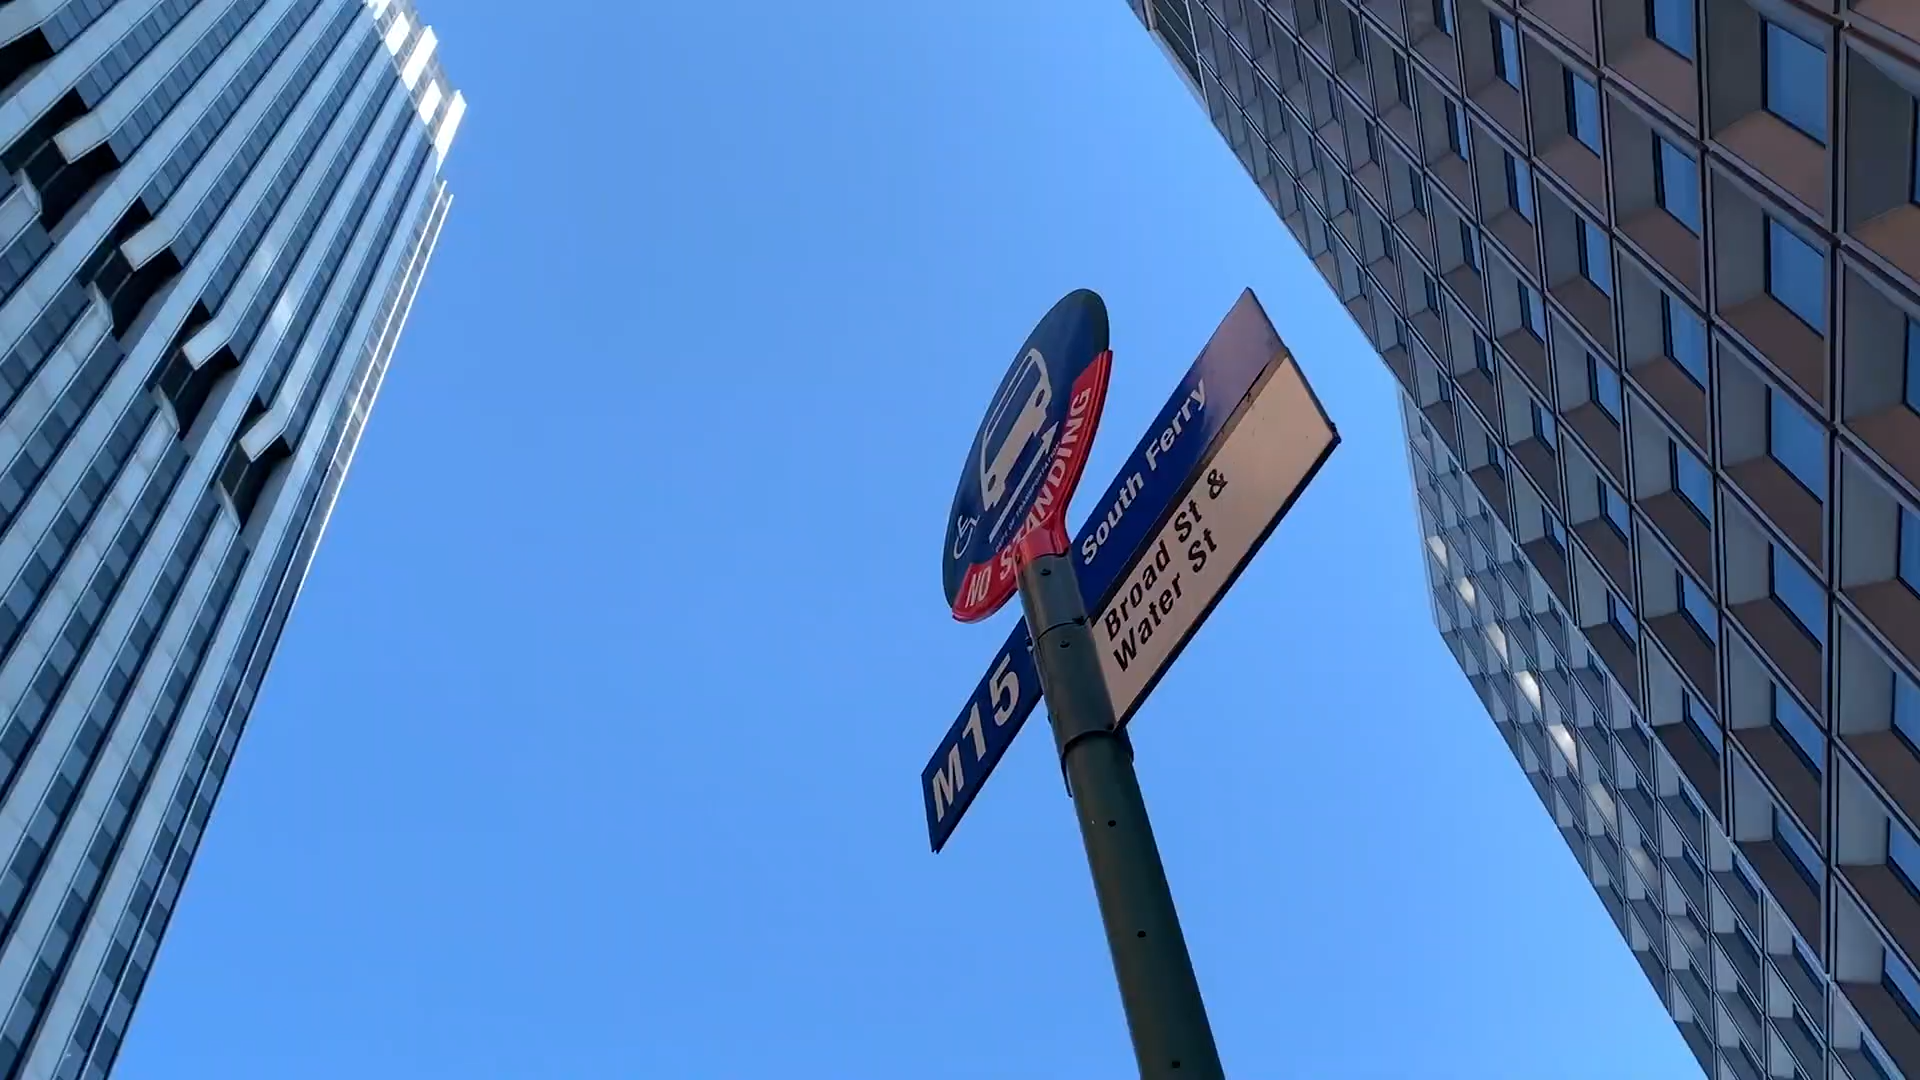 NO STANDING
M15
South Ferry
Broad St &
Water St